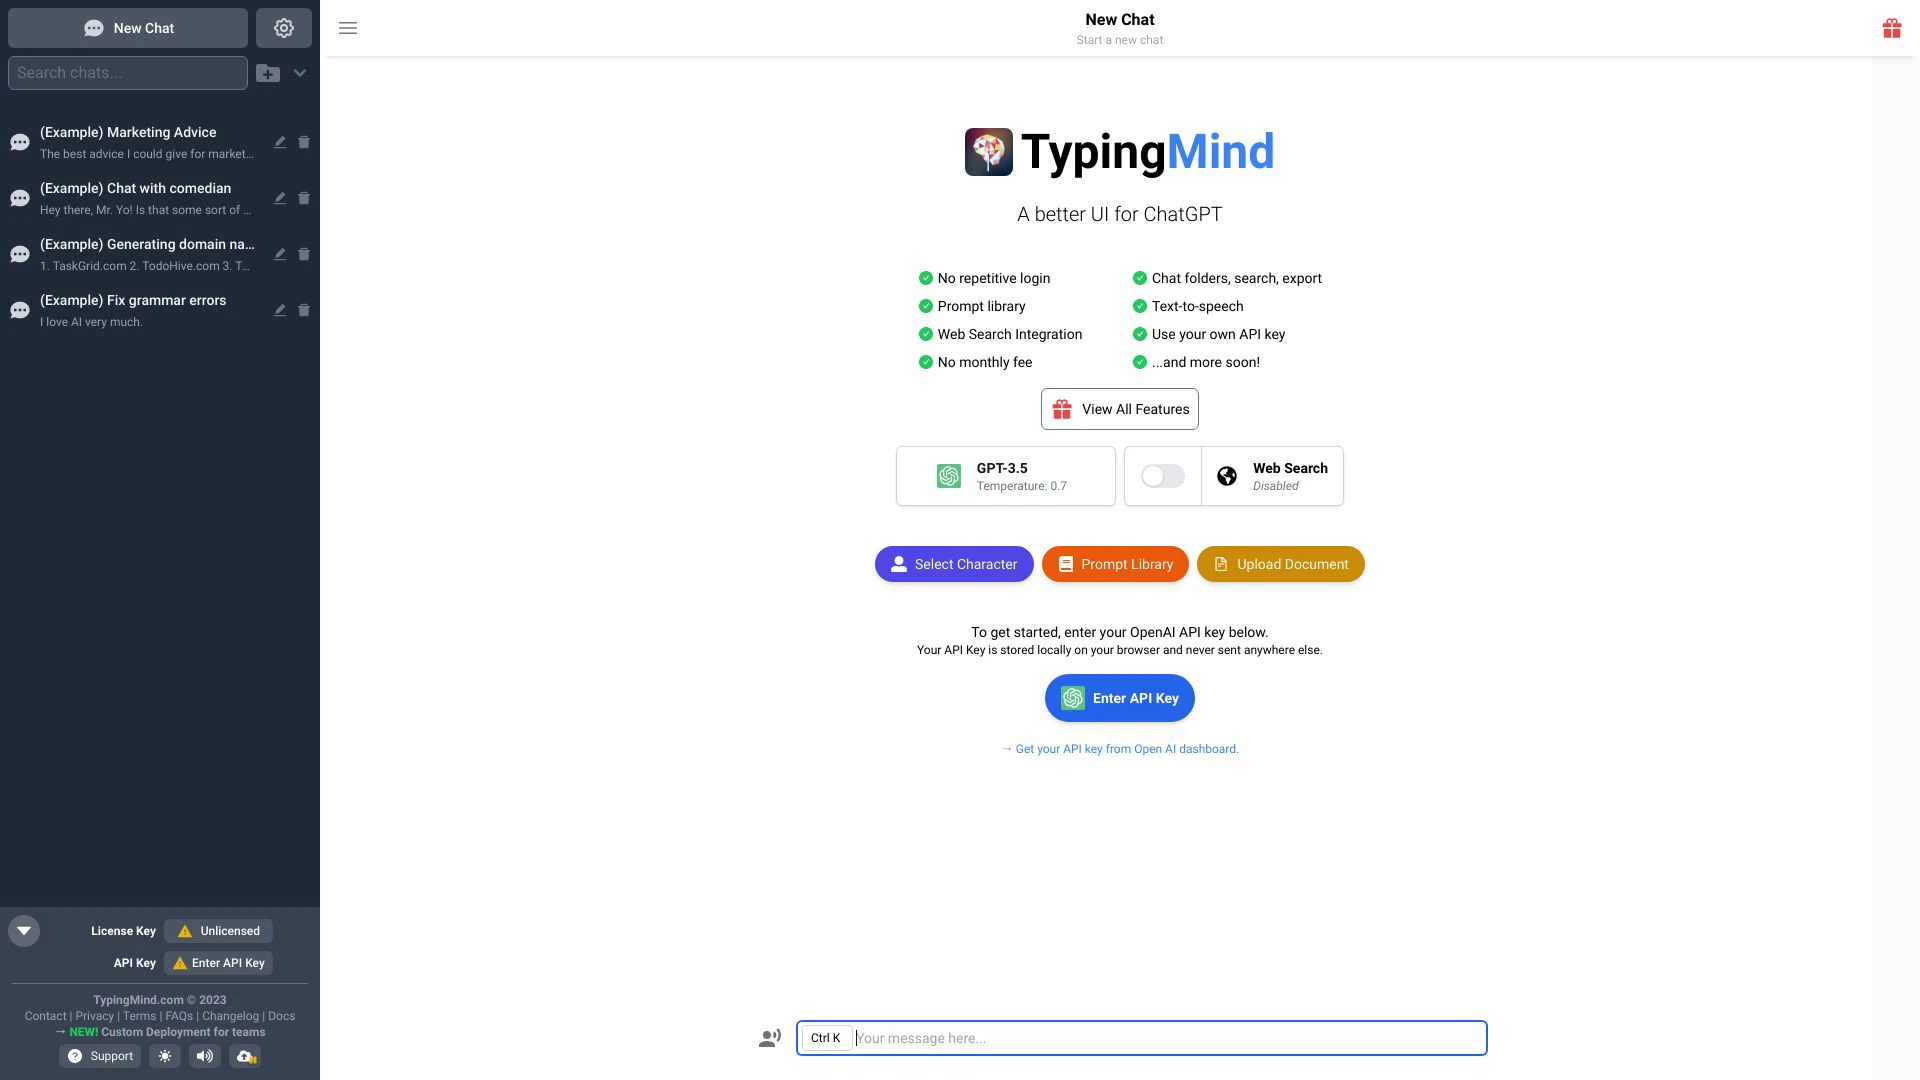 New Chat
Search chats...
(Example) Marketing Advice
The best advice I could give for market...
(Example) Chat with comedian
Hey there, Mr. Yo! Is that some sort of ...
(Example) Generating domain na...
1. TaskGrid.com 2. TodoHive.com 3. T...
(Example) Fix grammar errors
I love AI very much.
License Key
Unlicensed
API Key
Enter API Key
TypingMind.com © 2023
Contact | Privacy | Terms | FAQs | Changelog | Docs
→ NEW! Custom Deployment for teams
Support
New Chat
Start a new chat
TypingMind
A better UI for ChatGPT
No repetitive login
Chat folders, search, export
Prompt library
Text-to-speech
Web Search Integration
Use your own API key
No monthly fee
...and more soon!
View All Features
GPT-3.5
Temperature: 0.7
Web Search
Disabled
Select Character
Prompt Library
Upload Document
To get started, enter your OpenAI API key below.
Your API Key is stored locally on your browser and never sent anywhere else.
Enter API Key
→ Get your API key from Open AI dashboard.
Ctrl K
Your message here...